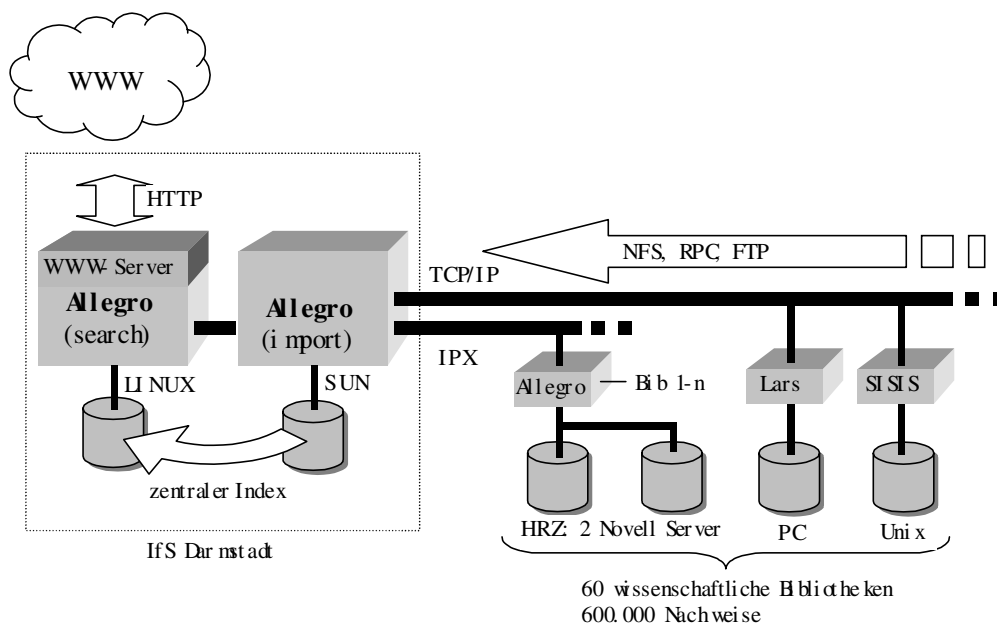 WWW
HTTP
WWW-Server
Allegro
(search)
Allegro
(import)
NFS, RPC, FTP
TCP/IP
IPX
LINUX
SUN
zentraler Index
IfS Darmstadt
Allegro
Bib 1-n
Lars
SISIS
HRZ: 2 Novell Server
PC
Unix
60 wissenschaftliche Bibliotheken
600.000 Nachweise